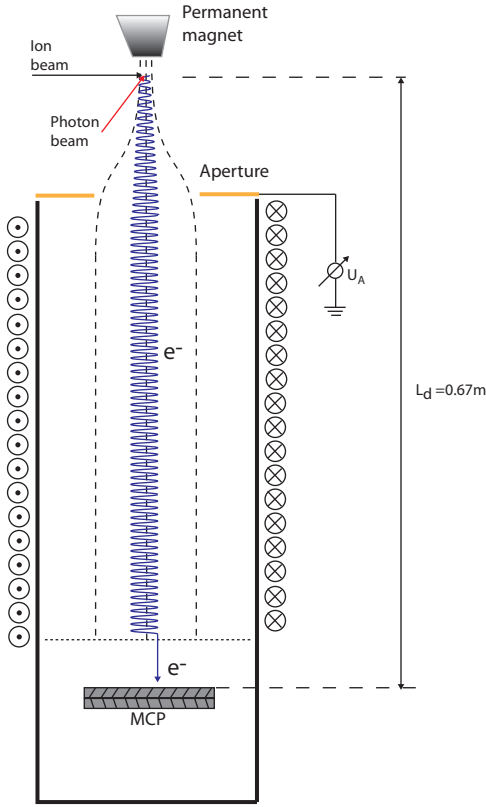 Permanent
magnet
Ion
beam
Photon
beam
Aperture
U_A
e-
L_d =0.67m
e-
MCP